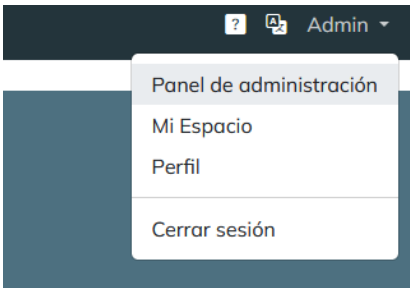 ? A Admin
Panel de administración
Mi Espacio
Perfil
Cerrar sesión